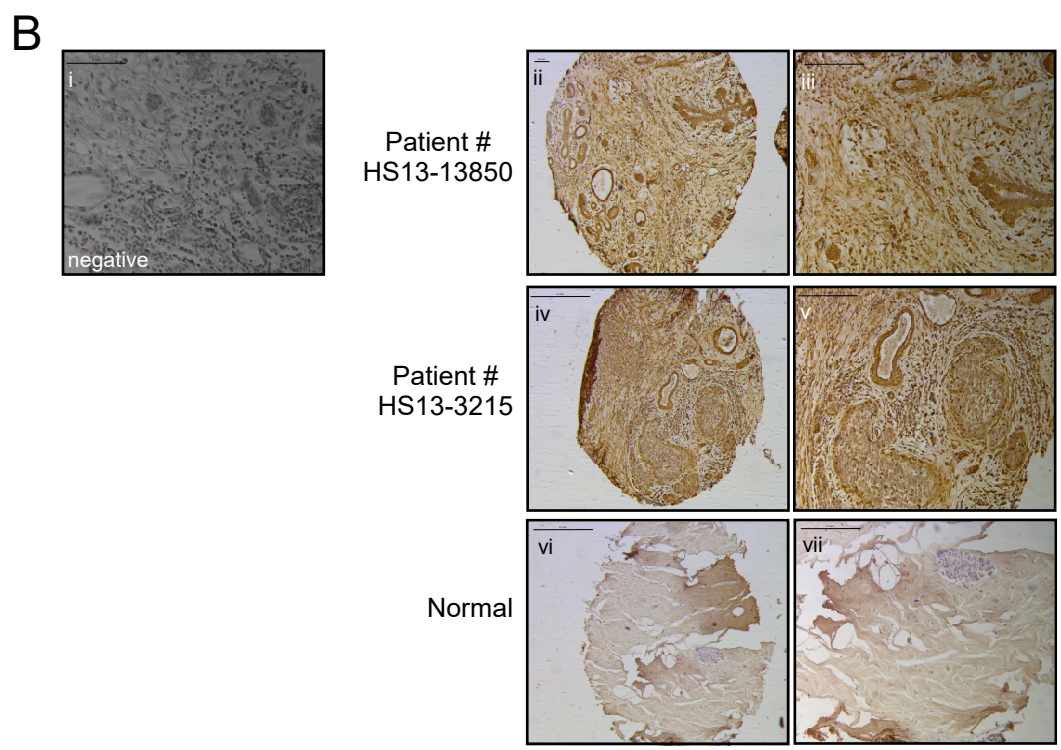 B
i
negative
Patient #
HS13-13850
ii
iii
Patient #
HS13-3215
iv
v
Normal
vi
vii